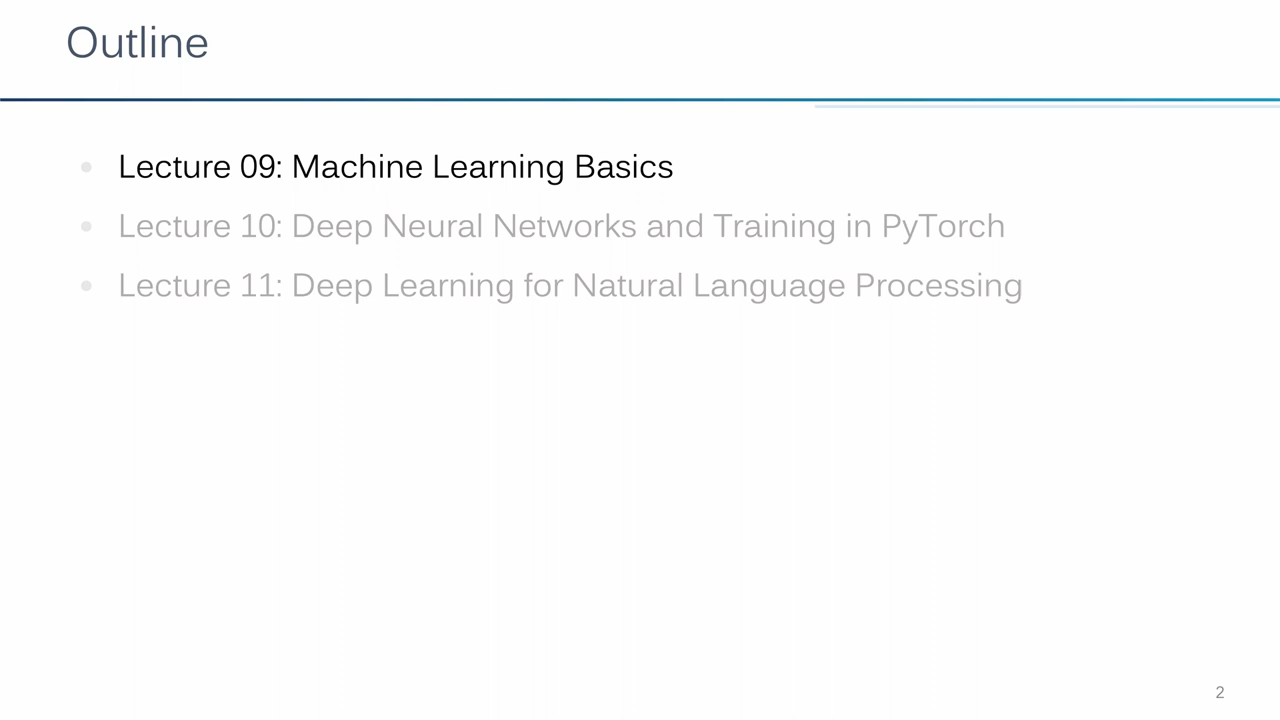 Outline
Lecture 09: Machine Learning Basics
Lecture 10: Deep Neural Networks and Training in PyTorch
Lecture 11: Deep Learning for Natural Language Processing
2